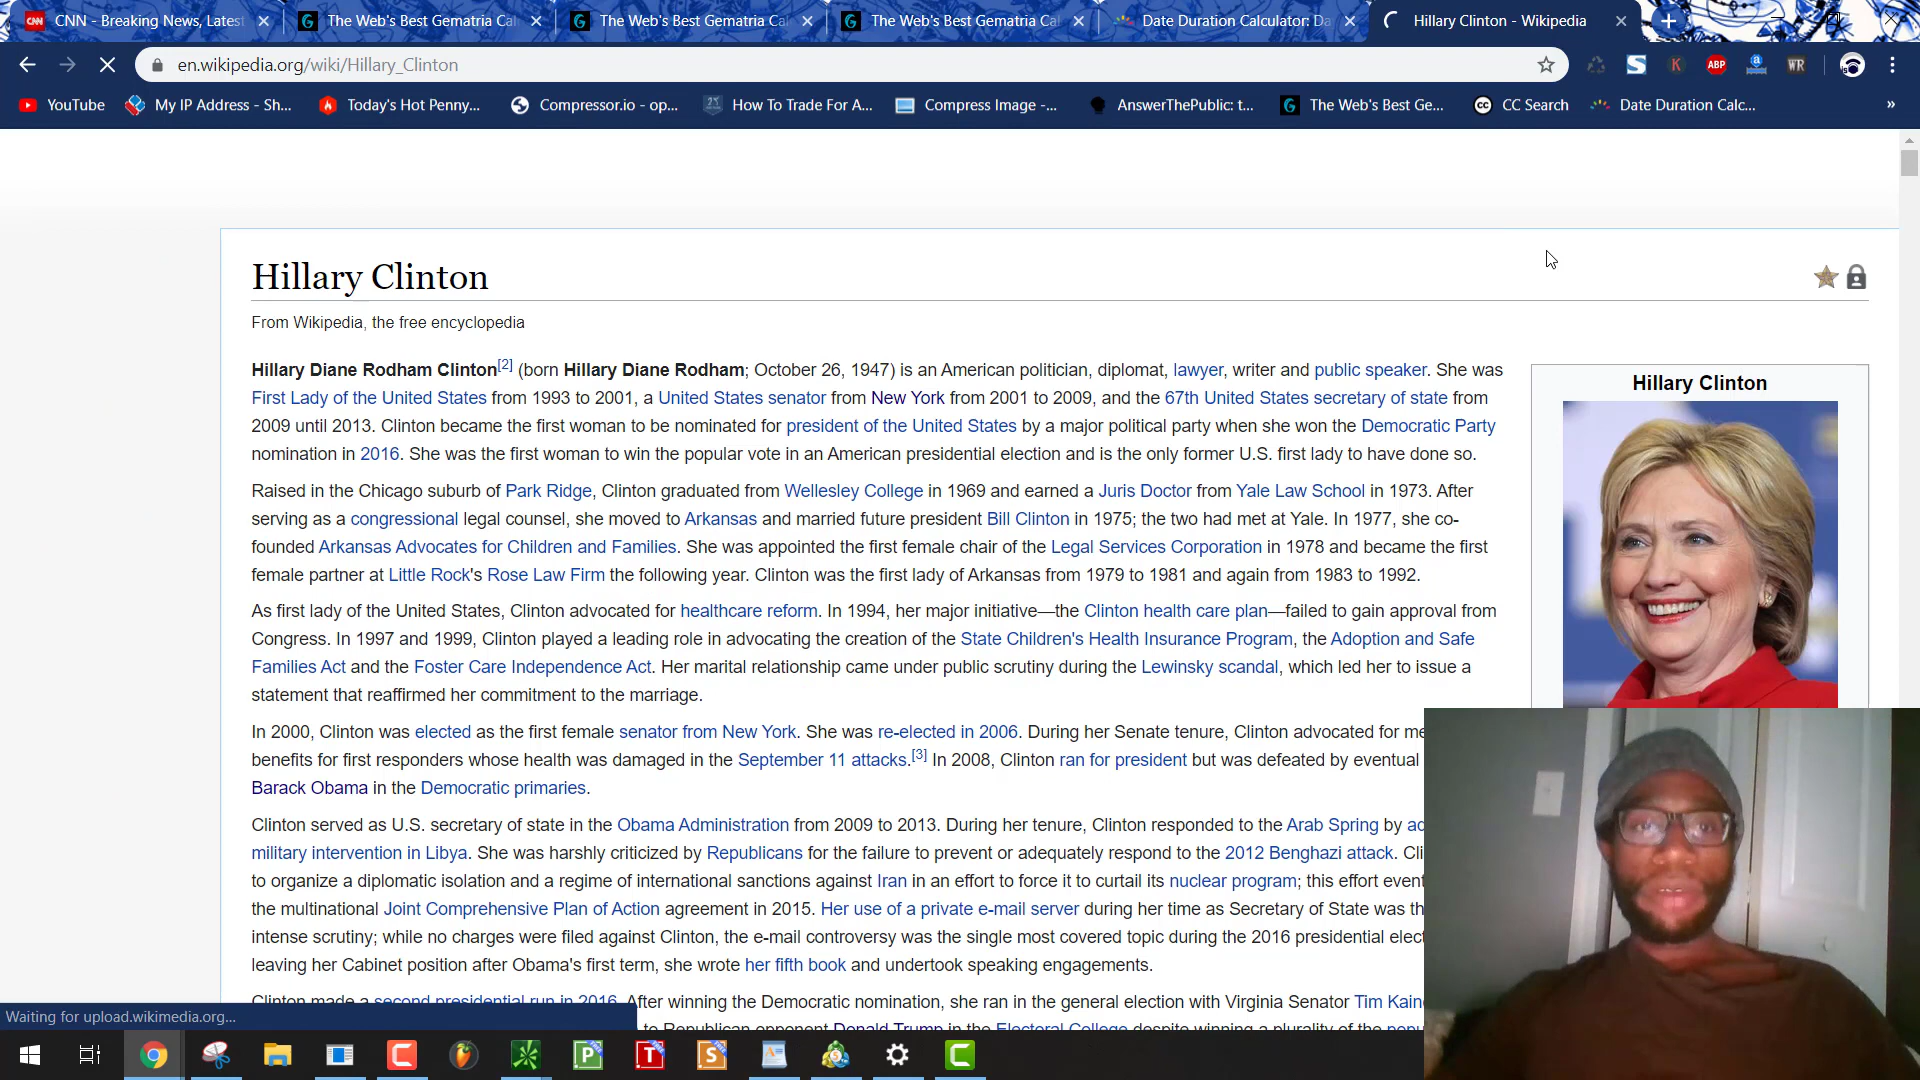 CNN - Breaking News, Latest
The Web's Best Gematria Cal
The Web's Best Gematria Ca
The Web's Best Gematria Ca
Date Duration Calculator: Da
Hillary Clinton - Wikipedia
en.wikipedia.org/wiki/Hillary_Clinton
ABP
WR
YouTube
My IP Address - Sh...
Today's Hot Penny...
Compressor.io - op...
How To Trade For A...
Compress Image -...
AnswerThePublic: t...
The Web's Best Ge...
CC Search
Date Duration Calc...
»
Hillary Clinton
From Wikipedia, the free encyclopedia
Hillary Diane Rodham Clinton[2] (born Hillary Diane Rodham; October 26, 1947) is an American politician, diplomat, lawyer, writer and public speaker. She was
First Lady of the United States from 1993 to 2001, a United States senator from New York from 2001 to 2009, and the 67th United States secretary of state from
2009 until 2013. Clinton became the first woman to be nominated for president of the United States by a major political party when she won the Democratic Party
nomination in 2016. She was the first woman to win the popular vote in an American presidential election and is the only former U.S. first lady to have done so.
Raised in the Chicago suburb of Park Ridge, Clinton graduated from Wellesley College in 1969 and earned a Juris Doctor from Yale Law School in 1973. After
serving as a congressional legal counsel, she moved to Arkansas and married future president Bill Clinton in 1975; the two had met at Yale. In 1977, she co-
founded Arkansas Advocates for Children and Families. She was appointed the first female chair of the Legal Services Corporation in 1978 and became the first
female partner at Little Rock's Rose Law Firm the following year. Clinton was the first lady of Arkansas from 1979 to 1981 and again from 1983 to 1992.
As first lady of the United States, Clinton advocated for healthcare reform. In 1994, her major initiative—the Clinton health care plan—failed to gain approval from
Congress. In 1997 and 1999, Clinton played a leading role in advocating the creation of the State Children's Health Insurance Program, the Adoption and Safe
Families Act and the Foster Care Independence Act. Her marital relationship came under public scrutiny during the Lewinsky scandal, which led her to issue a
statement that reaffirmed her commitment to the marriage.
In 2000, Clinton was elected as the first female senator from New York. She was re-elected in 2006. During her Senate tenure, Clinton advocated for me
benefits for first responders whose health was damaged in the September 11 attacks.[3] In 2008, Clinton ran for president but was defeated by eventual
Barack Obama in the Democratic primaries.
Clinton served as U.S. secretary of state in the Obama Administration from 2009 to 2013. During her tenure, Clinton responded to the Arab Spring by ad
military intervention in Libya. She was harshly criticized by Republicans for the failure to prevent or adequately respond to the 2012 Benghazi attack. Cli
to organize a diplomatic isolation and a regime of international sanctions against Iran in an effort to force it to curtail its nuclear program; this effort event
the multinational Joint Comprehensive Plan of Action agreement in 2015. Her use of a private e-mail server during her time as Secretary of State was th
intense scrutiny; while no charges were filed against Clinton, the e-mail controversy was the single most covered topic during the 2016 presidential elect
leaving her Cabinet position after Obama's first term, she wrote her fifth book and undertook speaking engagements.
Clinton made a second presidential run in 2016. After winning the Democratic nomination, she ran in the general election with Virginia Senator Tim Kaine
to Republican opponent Donald Trump in the Electoral College despite winning a plurality of the popu
Hillary Clinton
Waiting for upload.wikimedia.org...